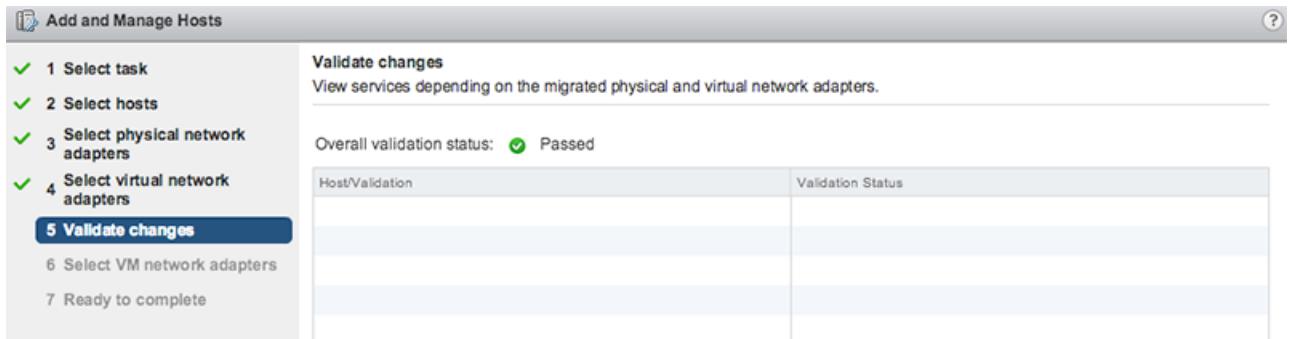 Add and Manage Hosts
?
1 Select task
2 Select hosts
3 Select physical network
adapters
4 Select virtual network
adapters
5 Validate changes
6 Select VM network adapters
7 Ready to complete
Validate changes
View services depending on the migrated physical and virtual network adapters.
Overall validation status: Passed
Host/Validation
Validation Status